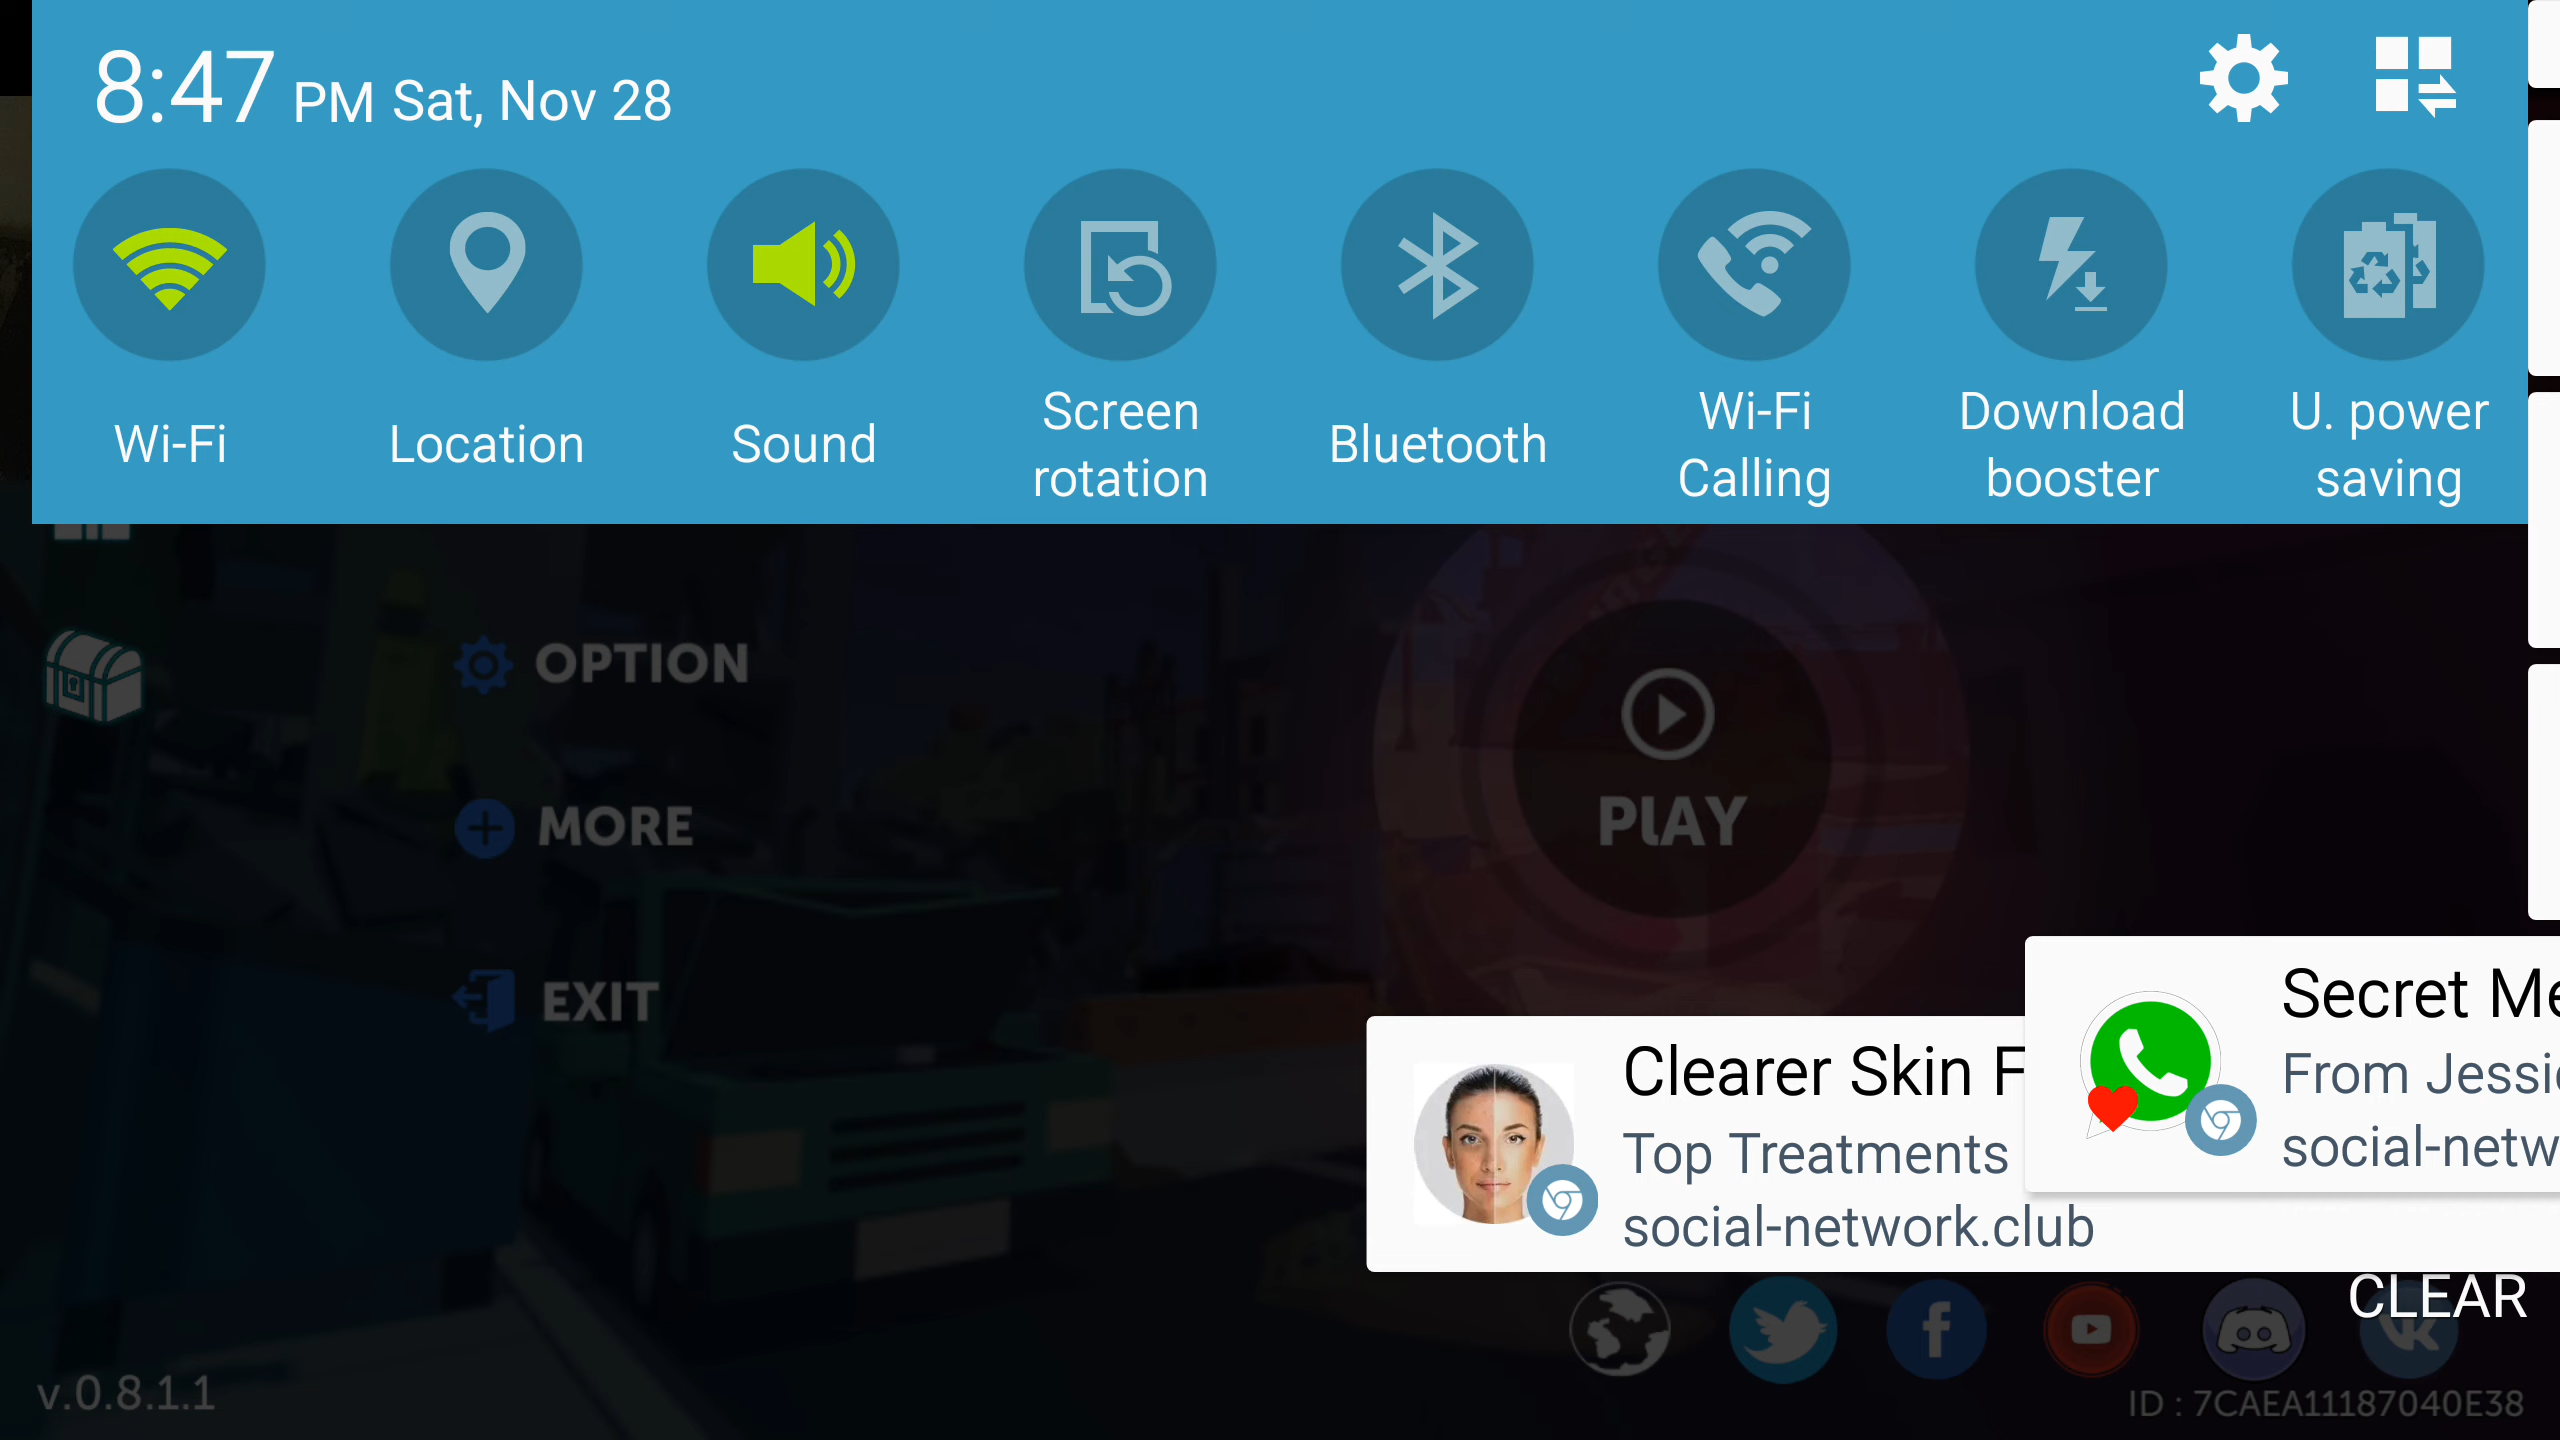 8:47 PM Sat, Nov 28
Wi-Fi
Location
Sound
Screen
rotation
Bluetooth
Wi-Fi
Calling
Download
booster
U. power
saving
OPTION
MORE
EXIT
PlAY
Secret Me
From Jessi
social-netw
Clearer Skin F
Top Treatments
social-network.club
CLEAR
v.0.8.1.1
ID : 7CAEA11187040E38